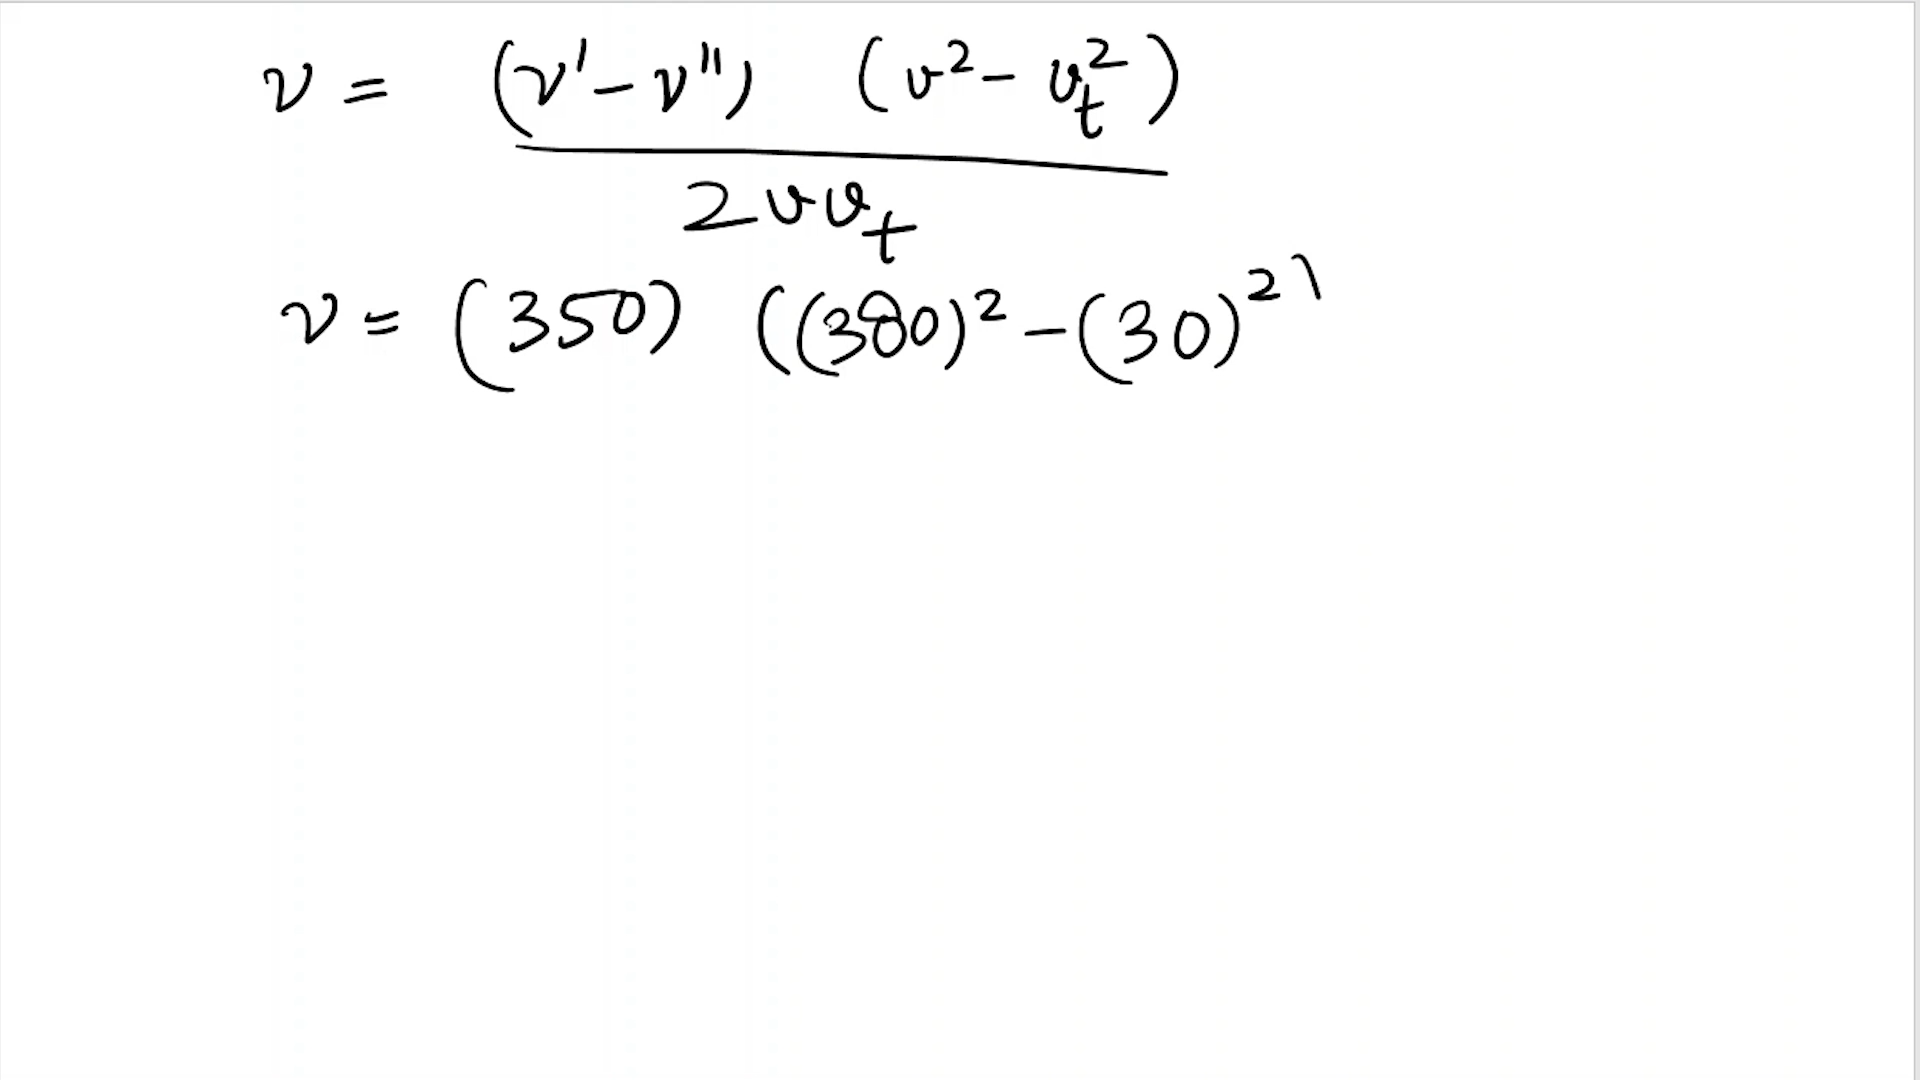 ν = (ν' - ν'') (v² - v_t²)
2vv_t
ν = (350) ((380)² - (30)²)